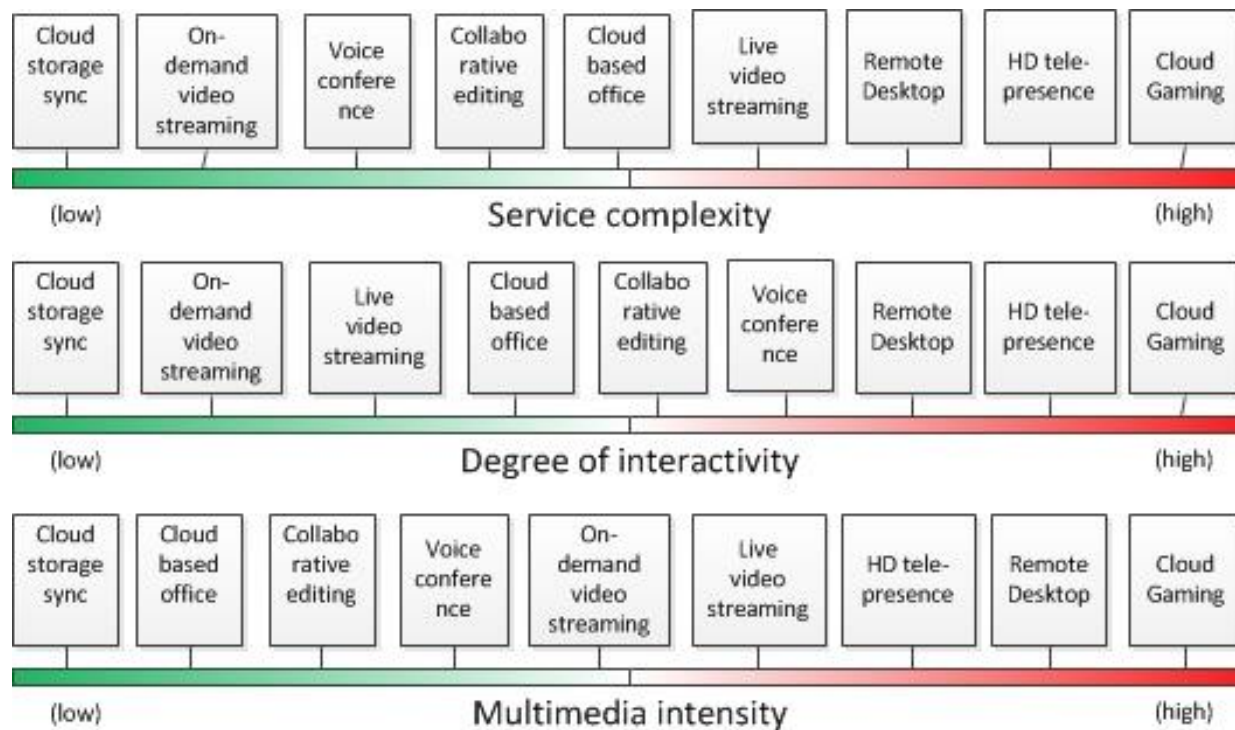 Cloud
storage
sync
On-
demand
video
streaming
Voice
confere
nce
Collabo
rative
editing
Cloud
based
office
Live
video
streaming
Remote
Desktop
HD tele-
presence
Cloud
Gaming
(low)
Service complexity
(high)
Cloud
storage
sync
On-
demand
video
streaming
Live
video
streaming
Cloud
based
office
Collabo
rative
editing
Voice
confere
nce
Remote
Desktop
HD tele-
presence
Cloud
Gaming
(low)
Degree of interactivity
(high)
Cloud
storage
sync
Cloud
based
office
Collabo
rative
editing
Voice
confere
nce
On-
demand
video
streaming
Live
video
streaming
HD tele-
presence
Remote
Desktop
Cloud
Gaming
(low)
Multimedia intensity
(high)